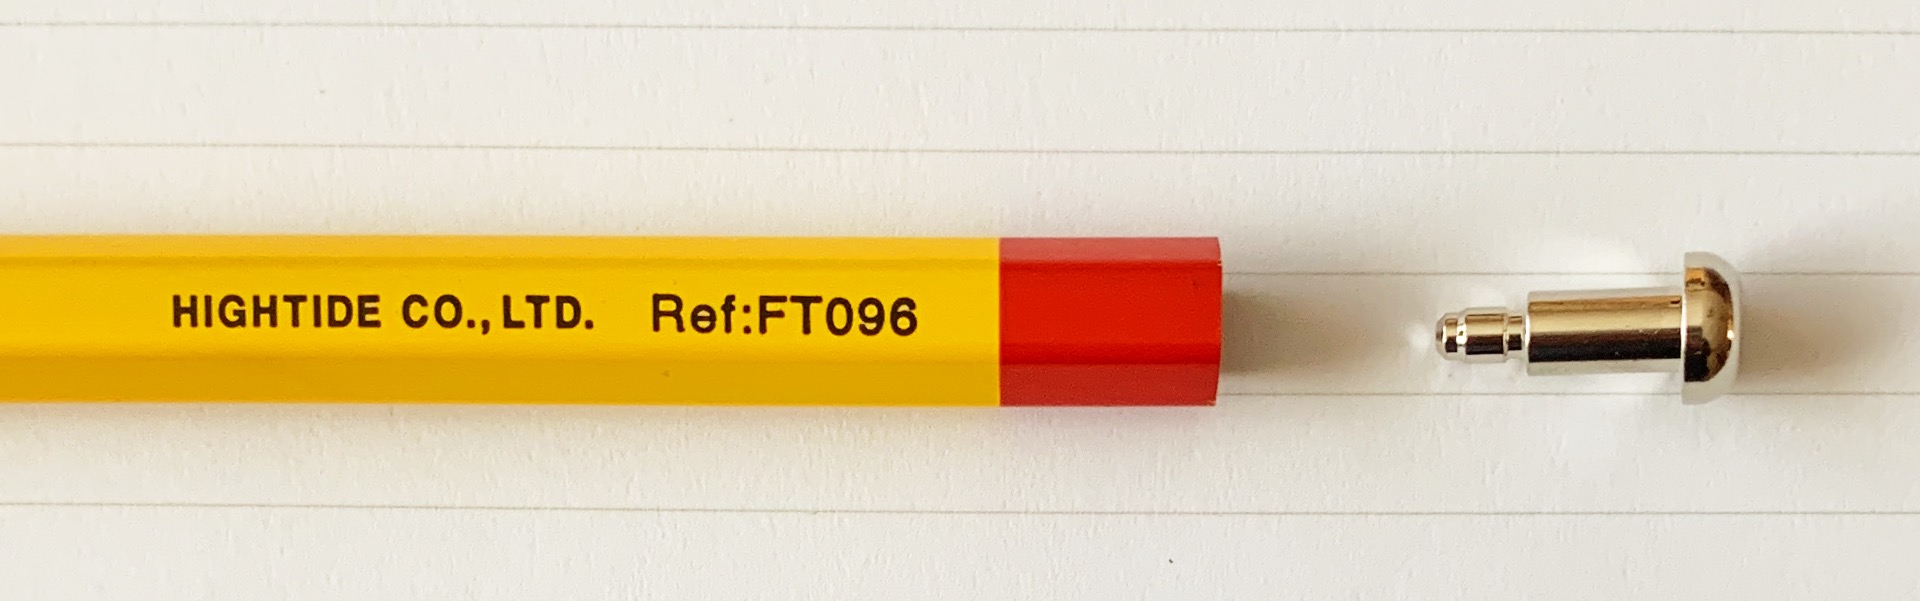 HIGHTIDE CO., LTD. Ref:FT096